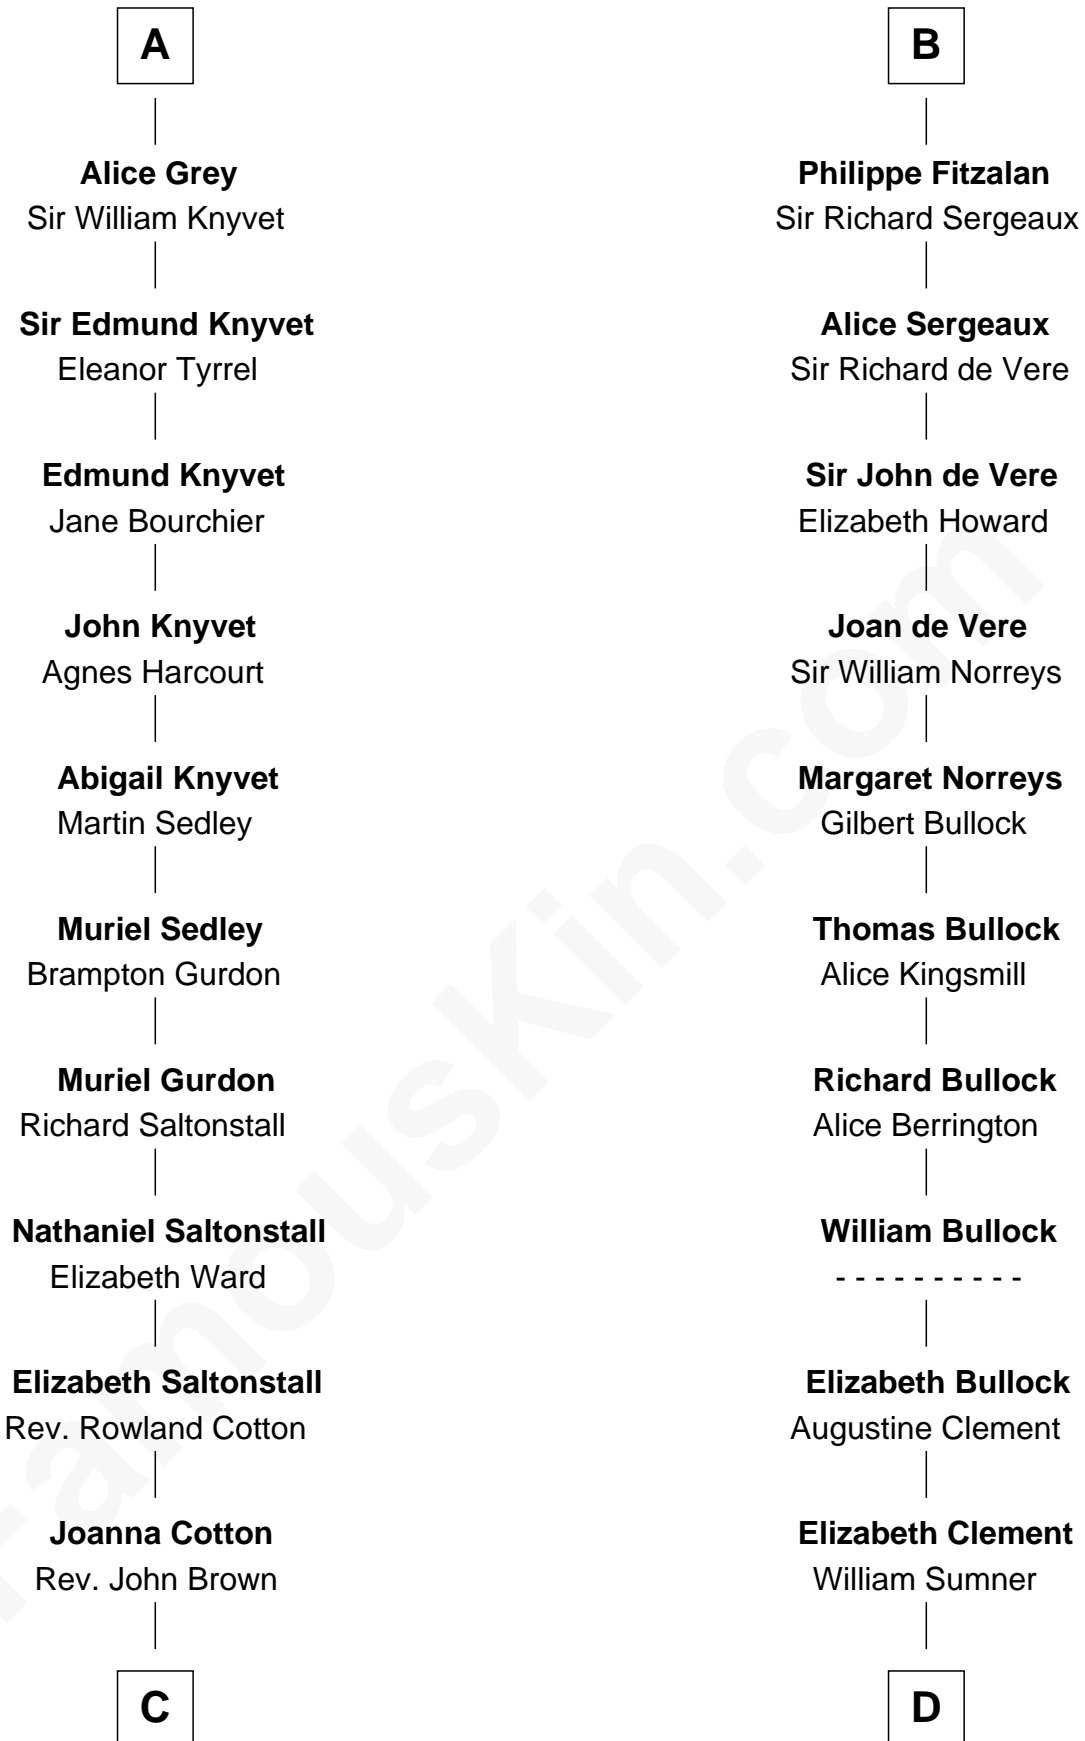 A
Alice Grey
Sir William Knyvet
Sir Edmund Knyvet
Eleanor Tyrrel
Edmund Knyvet
Jane Bourchier
John Knyvet
Agnes Harcourt
Abigail Knyvet
Martin Sedley
Muriel Sedley
Brampton Gurdon
Muriel Gurdon
Richard Saltonstall
Nathaniel Saltonstall
Elizabeth Ward
Elizabeth Saltonstall
Rev. Rowland Cotton
Joanna Cotton
Rev. John Brown
C
B
Philippe Fitzalan
Sir Richard Sergeaux
Alice Sergeaux
Sir Richard de Vere
Sir John de Vere
Elizabeth Howard
Joan de Vere
Sir William Norreys
Margaret Norreys
Gilbert Bullock
Thomas Bullock
Alice Kingsmill
Richard Bullock
Alice Berrington
William Bullock
- - - - - - - - - -
Elizabeth Bullock
Augustine Clement
Elizabeth Clement
William Sumner
D
FamousKin.com